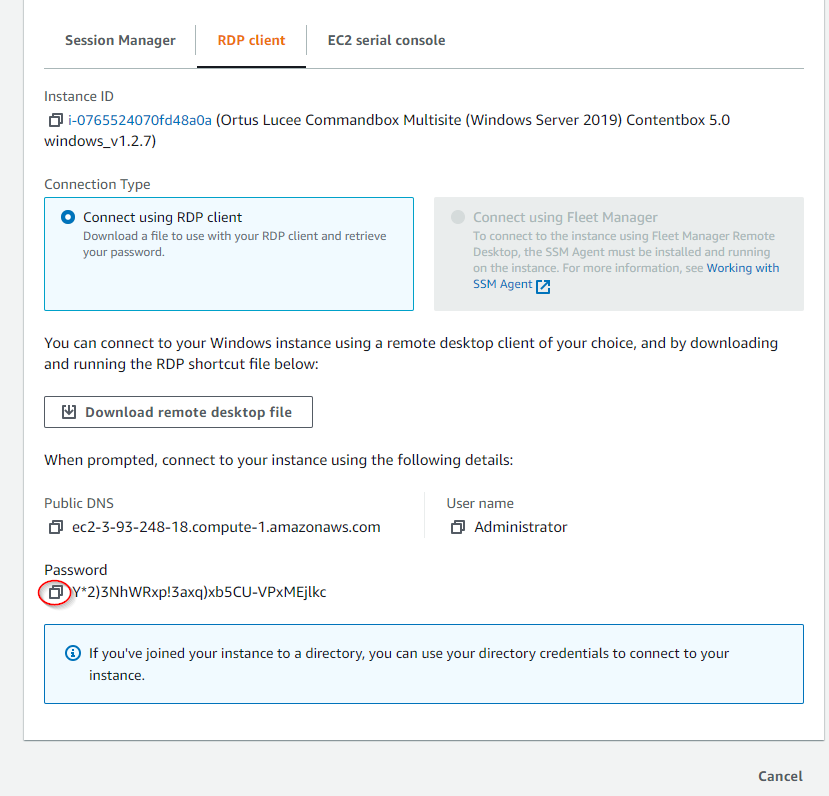 Session Manager
RDP client
EC2 serial console
Instance ID
i-0765524070fd48a0a (Ortus Lucee Commandbox Multisite (Windows Server 2019) Contentbox 5.0
windows_v1.2.7)
Connection Type
Connect using RDP client
Download a file to use with your RDP client and retrieve
your password.
Connect using Fleet Manager
To connect to the instance using Fleet Manager Remote
Desktop, the SSM Agent must be installed and running
on the instance. For more information, see Working with
SSM Agent
You can connect to your Windows instance using a remote desktop client of your choice, and by downloading
and running the RDP shortcut file below:
Download remote desktop file
When prompted, connect to your instance using the following details:
Public DNS
ec2-3-93-248-18.compute-1.amazonaws.com
User name
Administrator
Password
Y*2)3NhWRxp!3axq)xb5CU-VPxMEjlkc
If you've joined your instance to a directory, you can use your directory credentials to connect to your
instance.
Cancel